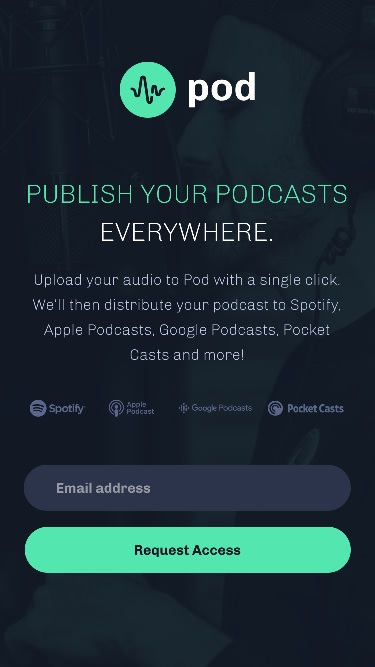 pod
PUBLISH YOUR PODCASTS
EVERYWHERE.
Upload your audio to Pod with a single click.
We'll then distribute your podcast to Spotify,
Apple Podcasts, Google Podcasts, Pocket
Casts and more!
Spotify Apple Podcast Google Podcasts Pocket Casts
Email address
Request Access